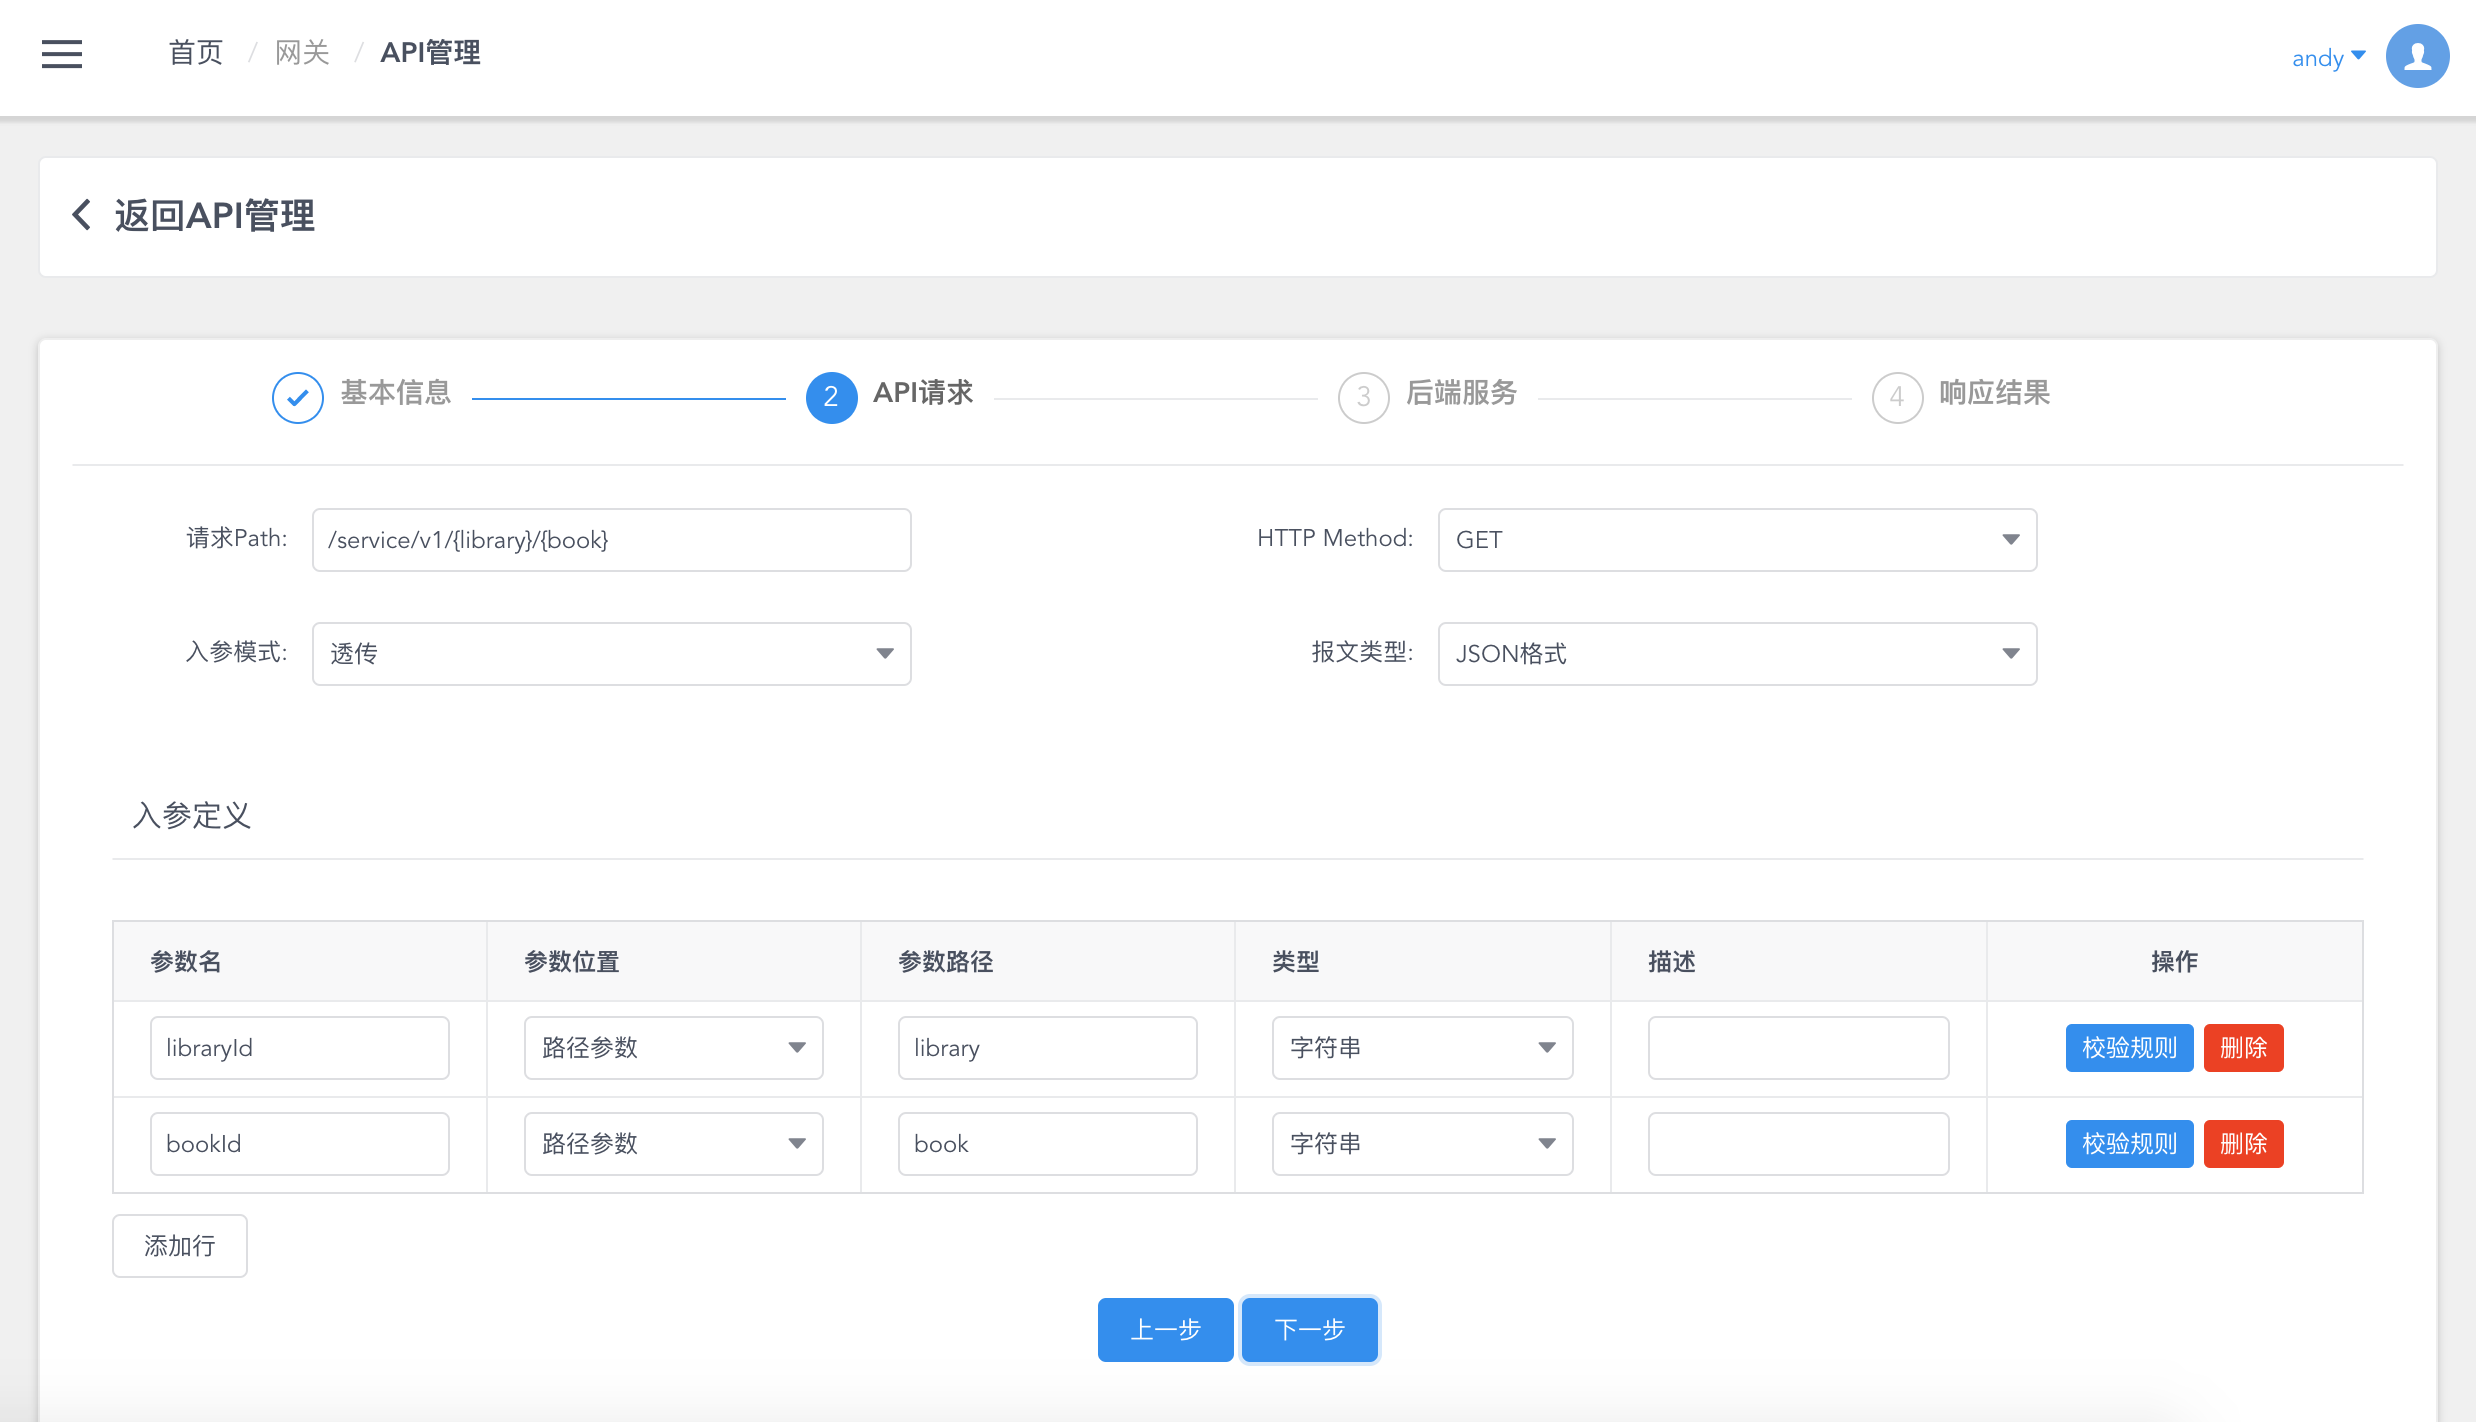 首页 / 网关 / API管理
andy
返回API管理
基本信息
2 API请求
3 后端服务
4 响应结果
请求Path: /service/v1/{library}/{book}
HTTP Method: GET
入参模式: 透传
报文类型: JSON格式
入参定义
参数名 参数位置 参数路径 类型 描述 操作
libraryId 路径参数 library 字符串 校验规则 删除
bookId 路径参数 book 字符串 校验规则 删除
添加行
上一步 下一步